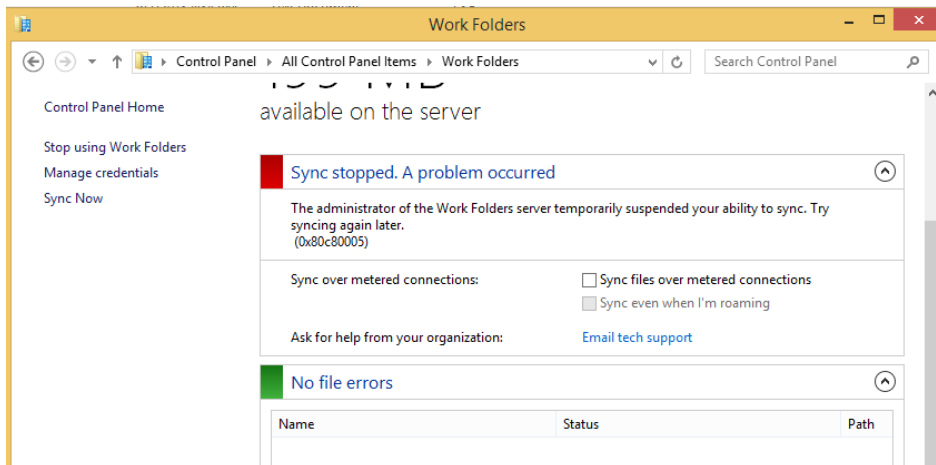 Work Folders
Control Panel All Control Panel Items Work Folders
Search Control Panel
Control Panel Home
Stop using Work Folders
Manage credentials
Sync Now
available on the server
Sync stopped. A problem occurred
The administrator of the Work Folders server temporarily suspended your ability to sync. Try
syncing again later.
(0x80c80005)
Sync over metered connections:
Sync files over metered connections
Sync even when I'm roaming
Ask for help from your organization:
Email tech support
No file errors
Name Status Path